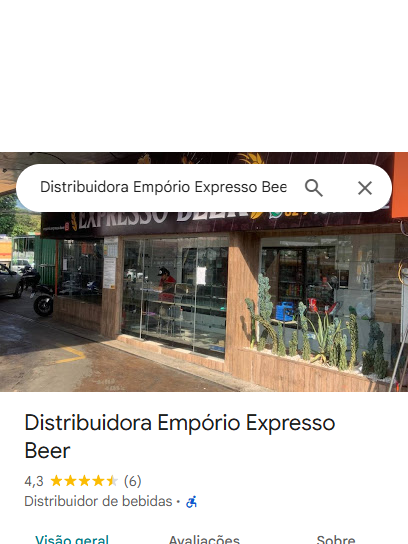 Distribuidora Empório Expresso Bee
EXPRESSO BEER
Distribuidora Empório Expresso
Beer
4,3 (6)
Distribuidor de bebidas •
Visão geral Avaliações Sobre